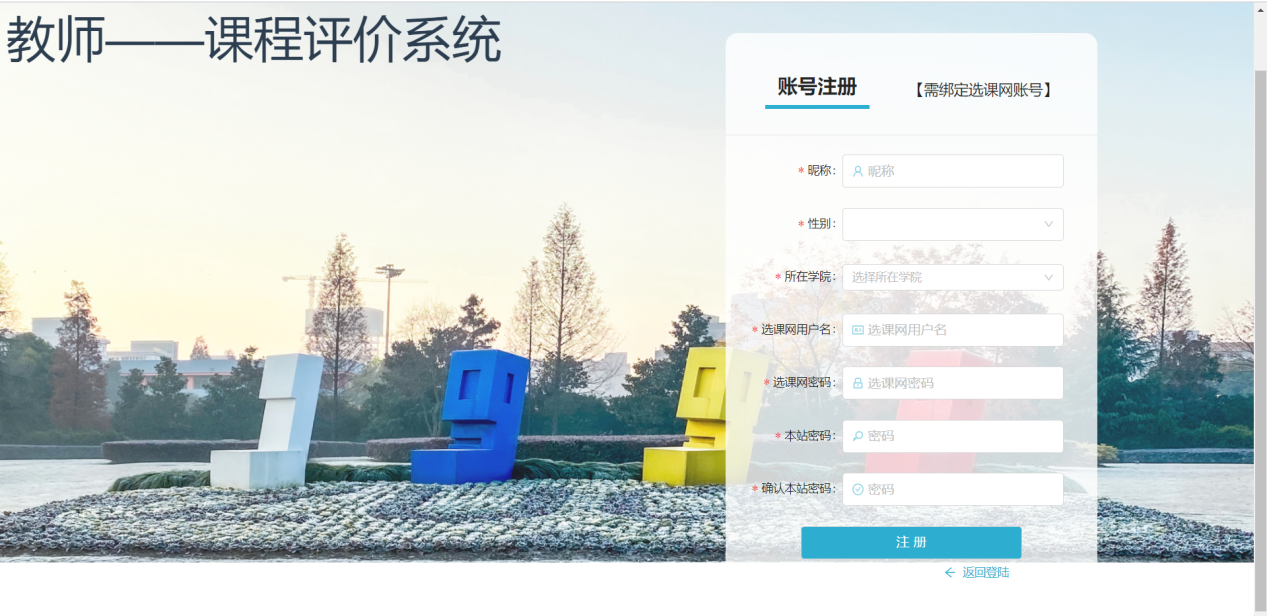 教师——课程评价系统
账号注册
【需绑定选课网账号】
* 昵称:
昵称
* 性别:
* 所在学院:
选择所在学院
* 选课网用户名:
选课网用户名
* 选课网密码:
选课网密码
* 本站密码:
密码
* 确认本站密码:
密码
注 册
← 返回登陆